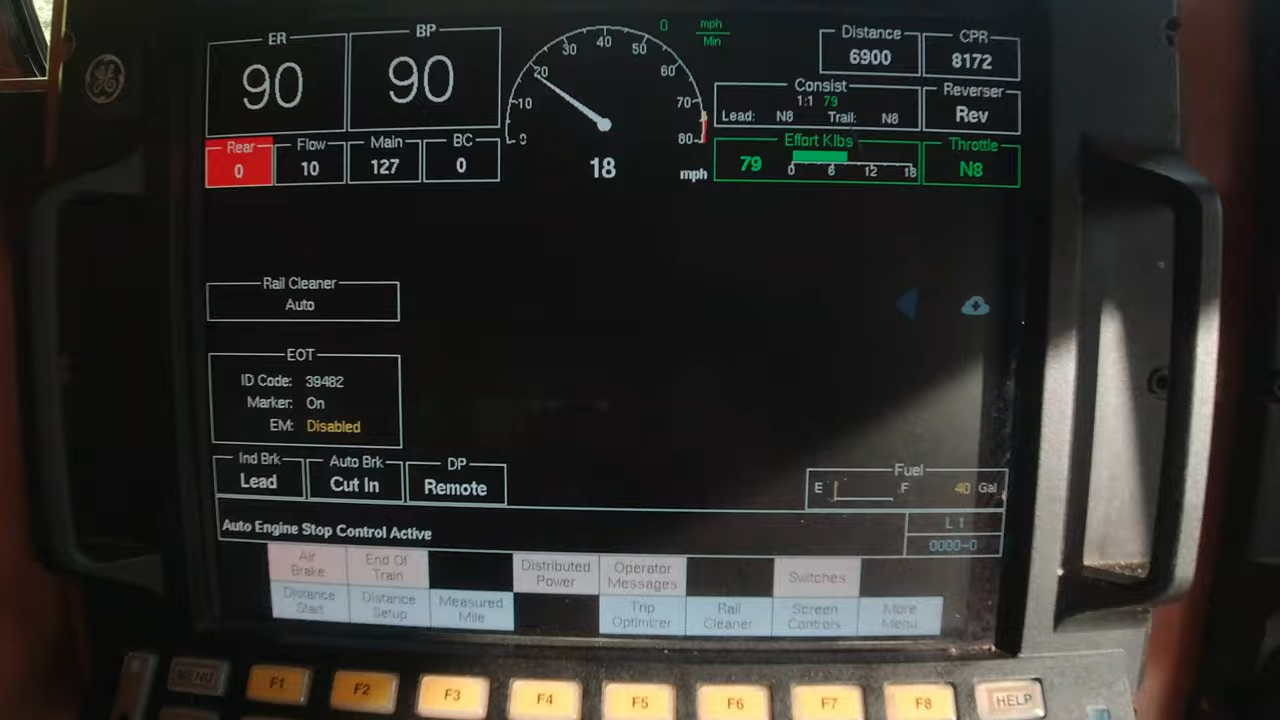 ER
90
BP
90
0 mph
Min
0 10 20 30 40 50 60 70 80
18 mph
Distance
6900
CPR
8172
Consist
1:1 79
Lead: N8 Trail: N8
Reverser
Rev
Rear
0
Flow
10
Main
127
BC
0
Effort Klbs
79
0 6 12 18
Throttle
N8
Rail Cleaner
Auto
EOT
ID Code: 39482
Marker: On
EM: Disabled
Ind Brk
Lead
Auto Brk
Cut In
DP
Remote
Fuel
E F 40 Gal
Auto Engine Stop Control Active
L 1
0000-0
Air
Brake
End Of
Train
Distributed
Power
Operator
Messages
Switches
Distance
Start
Distance
Setup
Measured
Mile
Trip
Optimizer
Rail
Cleaner
Screen
Controls
More
Menu
MENU F1 F2 F3 F4 F5 F6 F7 F8 HELP